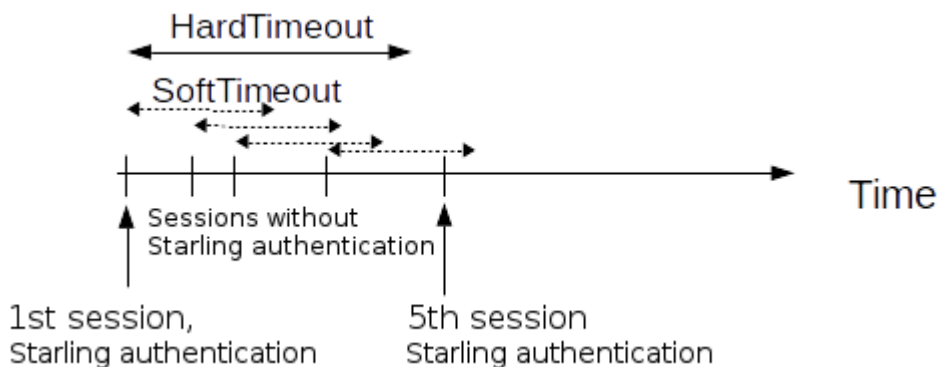 HardTimeout
SoftTimeout
Time
Sessions without
Starling authentication
1st session,
Starling authentication
5th session
Starling authentication